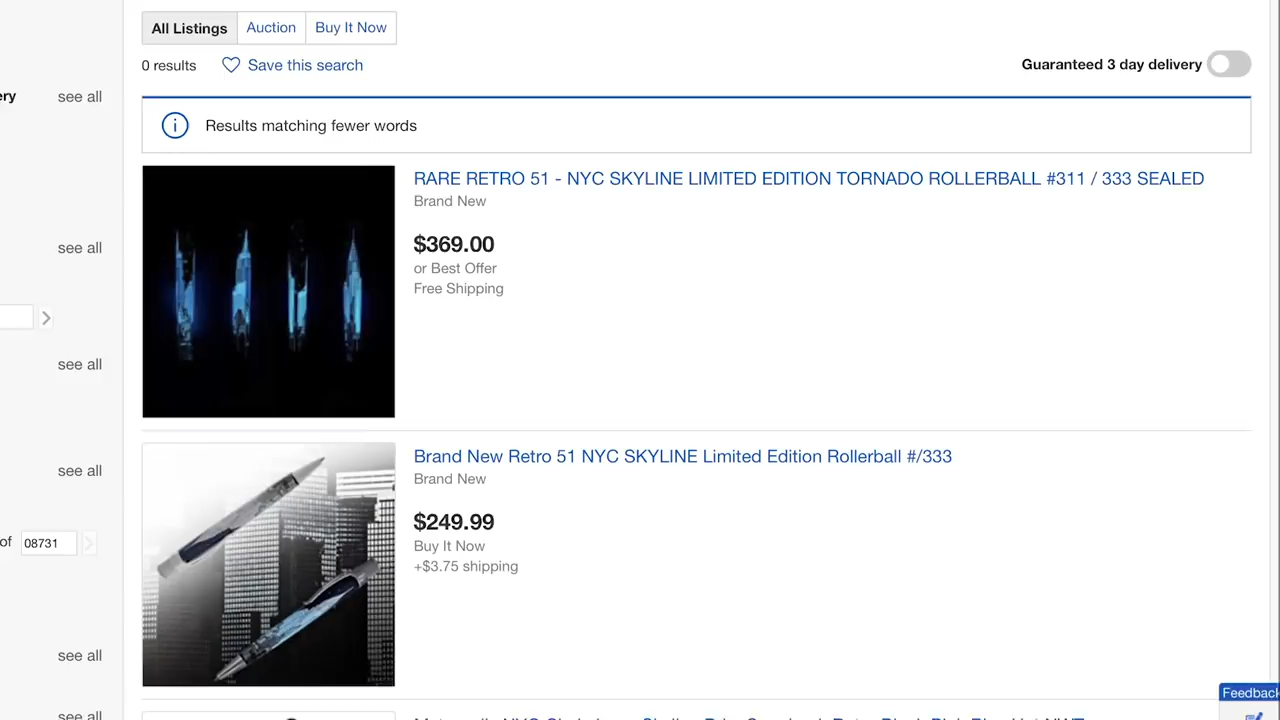 All Listings Auction Buy It Now
0 results Save this search Guaranteed 3 day delivery
ery see all
Results matching fewer words
RARE RETRO 51 - NYC SKYLINE LIMITED EDITION TORNADO ROLLERBALL #311 / 333 SEALED
Brand New
$369.00
or Best Offer
Free Shipping
see all
see all
Brand New Retro 51 NYC SKYLINE Limited Edition Rollerball #/333
Brand New
$249.99
Buy It Now
+$3.75 shipping
see all
of 08731
see all
Feedback
see all